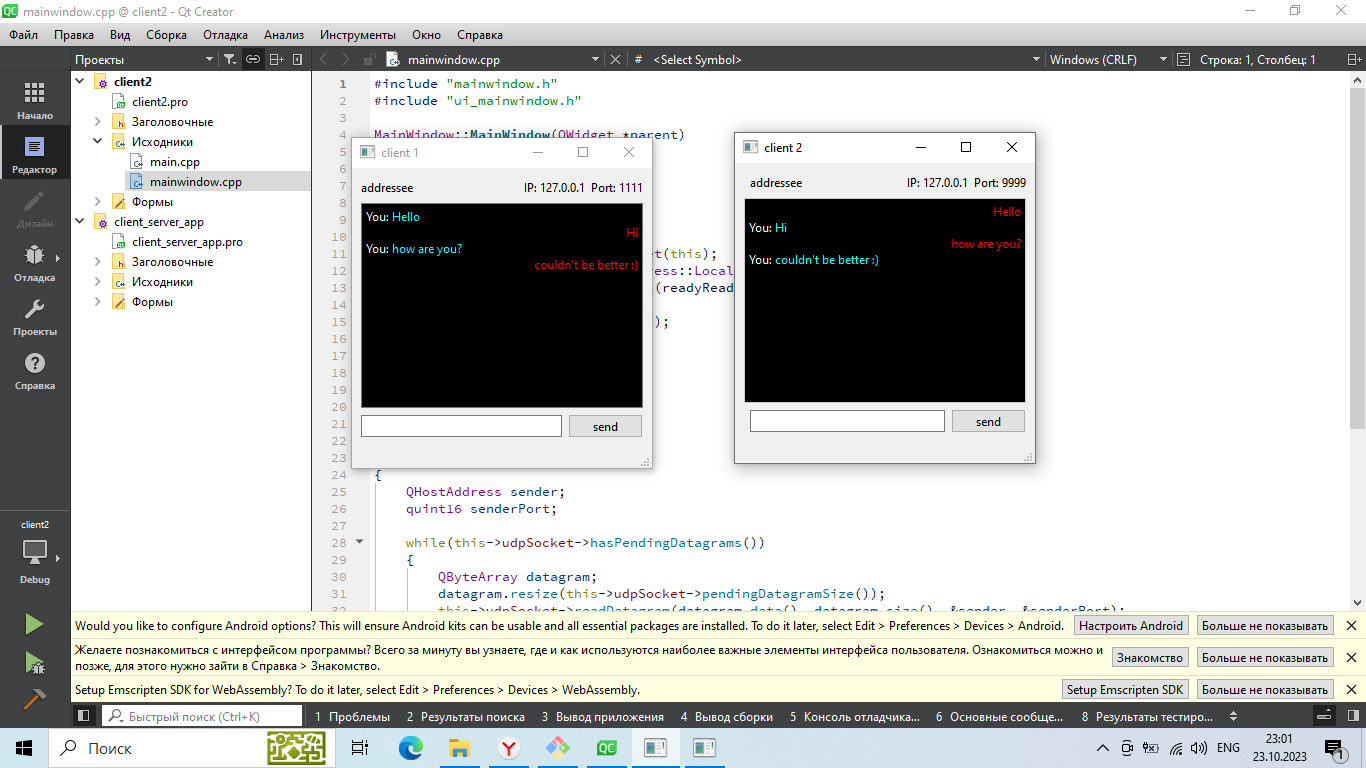 mainwindow.cpp @ client2 - Qt Creator
Файл Правка Вид Сборка Отладка Анализ Инструменты Окно Справка
Проекты
mainwindow.cpp
# <Select Symbol>
Windows (CRLF)
Строка: 1, Столбец: 1
Начало
Редактор
Дизайн
Отладка
Проекты
Справка
client2
Debug
client2
client2.pro
Заголовочные
Исходники
main.cpp
mainwindow.cpp
Формы
client_server_app
client_server_app.pro
Заголовочные
Исходники
Формы
1 #include "mainwindow.h"
2 #include "ui_mainwindow.h"
3
4 MainWindow::MainWindow(QWidget *parent)
5
6
7
8
9
10
11 t(this);
12 ess::Local
13 (readyRead
14
15 );
16
17
18
19
20
21
22
23
24 {
25 QHostAddress sender;
26 quint16 senderPort;
27
28 while(this->udpSocket->hasPendingDatagrams())
29 {
30 QByteArray datagram;
31 datagram.resize(this->udpSocket->pendingDatagramSize());
32 this->udpSocket->readDatagram(datagram.data(), datagram.size(), &sender, &senderPort);
client 1
addressee
IP: 127.0.0.1 Port: 1111
You: Hello
Hi
You: how are you?
couldn't be better :)
send
client 2
addressee
IP: 127.0.0.1 Port: 9999
Hello
You: Hi
how are you?
You: couldn't be better :)
send
Would you like to configure Android options? This will ensure Android kits can be usable and all essential packages are installed. To do it later, select Edit > Preferences > Devices > Android.
Настроить Android
Больше не показывать
Желаете познакомиться с интерфейсом программы? Всего за минуту вы узнаете, где и как используются наиболее важные элементы интерфейса пользователя. Ознакомиться можно и
позже, для этого нужно зайти в Справка > Знакомство.
Знакомство
Больше не показывать
Setup Emscripten SDK for WebAssembly? To do it later, select Edit > Preferences > Devices > WebAssembly.
Setup Emscripten SDK
Больше не показывать
Быстрый поиск (Ctrl+K)
1 Проблемы
2 Результаты поиска
3 Вывод приложения
4 Вывод сборки
5 Консоль отладчика...
6 Основные сообще...
8 Результаты тестиро...
Поиск
QC
ENG
23:01
23.10.2023
1